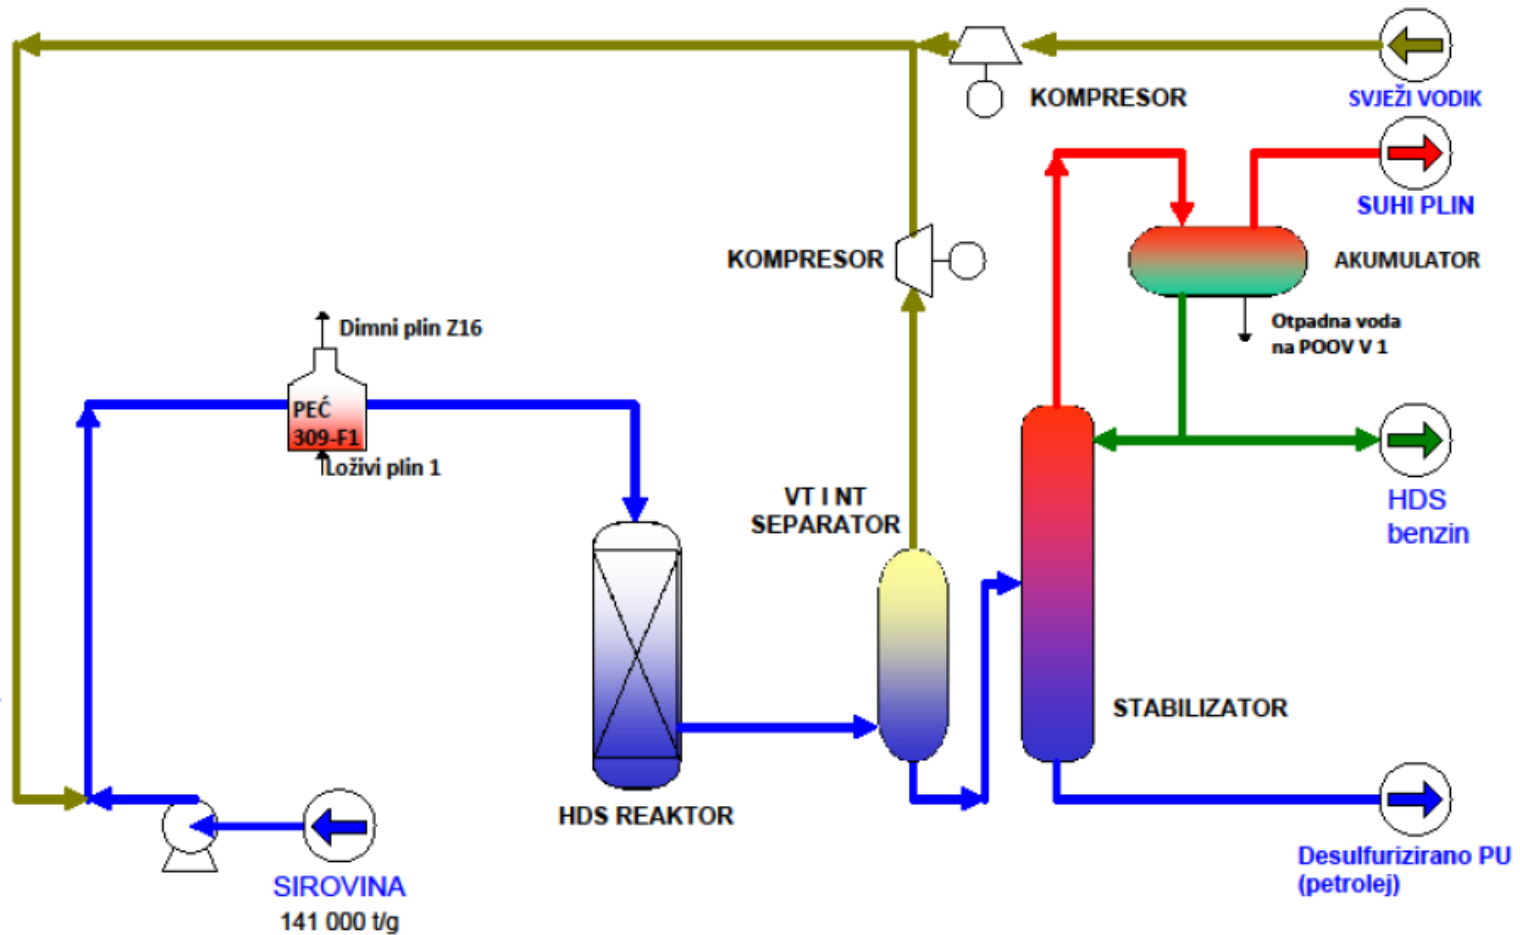 KOMPRESOR
SVJEŽI VODIK
SUHI PLIN
KOMPRESOR
AKUMULATOR
Otpadna voda
na POOV V 1
Dimni plin Z16
PEĆ
309-F1
Loživi plin 1
VT I NT
SEPARATOR
HDS
benzin
STABILIZATOR
HDS REAKTOR
Desulfurizirano PU
(petrolej)
SIROVINA
141 000 t/g